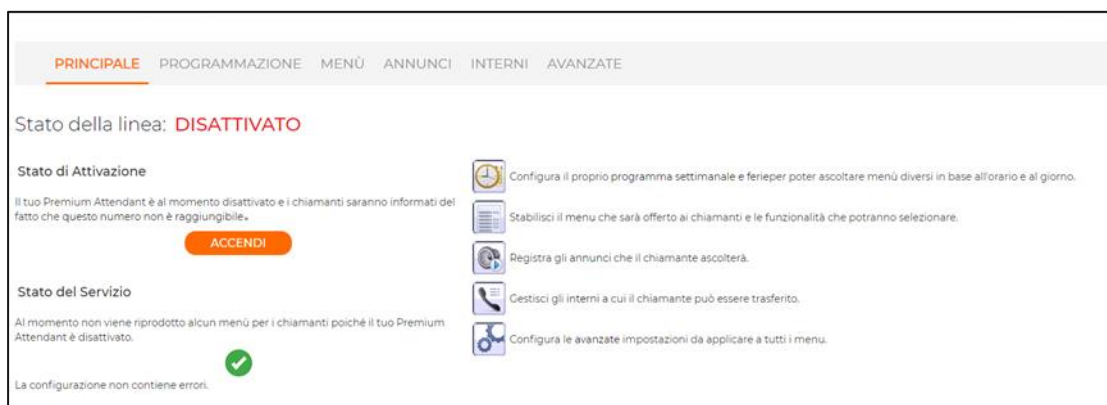 PRINCIPALE PROGRAMMAZIONE MENÙ ANNUNCI INTERNI AVANZATE
Stato della linea: DISATTIVATO
Stato di Attivazione
Il tuo Premium Attendant è al momento disattivato e i chiamanti saranno informati del
fatto che questo numero non è raggiungibile.
ACCENDI
Stato del Servizio
Al momento non viene riprodotto alcun menù per i chiamanti poiché il tuo Premium
Attendant è disattivato.
La configurazione non contiene errori.
Configura il proprio programma settimanale e ferieper poter ascoltare menù diversi in base all'orario e al giorno.
Stabilisci il menu che sarà offerto ai chiamanti e le funzionalità che potranno selezionare.
Registra gli annunci che il chiamante ascolterà.
Gestisci gli interni a cui il chiamante può essere trasferito.
Configura le avanzate impostazioni da applicare a tutti i menu.